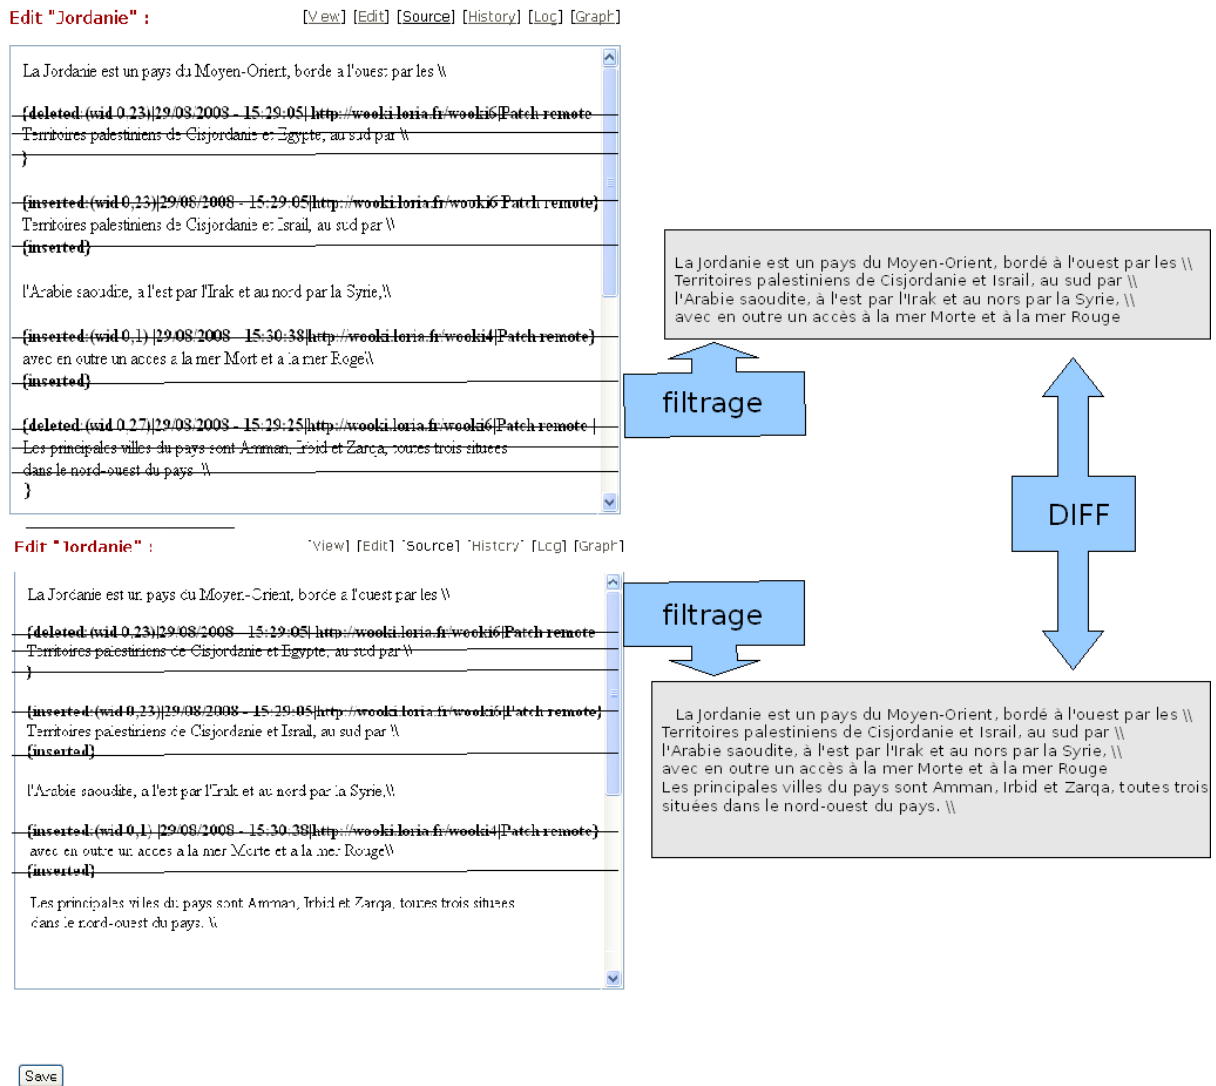 Edit "Jordanie" :
[View] [Edit] [Source] [History] [Log] [Graph]
La Jordanie est un pays du Moyen-Orient, borde a l'ouest par les \\
{deleted:(wid 0,23)|29/08/2008 - 15:29:05| http://wooki.loria.fr/wooki6|Patch remote
Territoires palestiniens de Cisjordanie et Egypte, au sud par \\
}
{inserted:(wid 0,23)|29/08/2008 - 15:29:05|http://wooki.loria.fr/wooki6 Patch remote}
Territoires palestiniens de Cisjordanie et Israil, au sud par \\
{inserted}
l'Arabie saoudite, a l'est par l'Irak et au nord par la Syrie,\\
{inserted:(wid 0,1) |29/08/2008 - 15:30:38|http://wooki.loria.fr/wooki4|Patch remote}
avec en outre un acces a la mer Mort et a la mer Roge\\
{inserted}
{deleted:(wid 0,27)|29/08/2008 - 15:29:25|http://wooki.loria.fr/wooki6|Patch remote |
Les principales villes du pays sont Amman, Irbid et Zarqa, toutes trois situees
dans le nord-ouest du pays. \\
}
La Jordanie est un pays du Moyen-Orient, bordé à l'ouest par les \\
Territoires palestiniens de Cisjordanie et Israil, au sud par \\
l'Arabie saoudite, à l'est par l'Irak et au nors par la Syrie, \\
avec en outre un accès à la mer Morte et à la mer Rouge
filtrage
DIFF
Edit "Jordanie" :
[View] [Edit] [Source] [History] [Log] [Graph]
La Jordanie est un pays du Moyen-Orient, borde a l'ouest par les \\
{deleted:(wid 0,23)|29/08/2008 - 15:29:05| http://wooki.loria.fr/wooki6|Patch remote
Territoires palestiniens de Cisjordanie et Egypte, au sud par \\
}
{inserted:(wid 0,23)|29/08/2008 - 15:29:05|http://wooki.loria.fr/wooki6|Patch remote}
Territoires palestiniens de Cisjordanie et Israil, au sud par \\
{inserted}
l'Arabie saoudite, a l'est par l'Irak et au nord par la Syrie,\\
{inserted:(wid 0,1) |29/08/2008 - 15:30:38|http://wooki.loria.fr/wooki4|Patch remote}
avec en outre un acces a la mer Morte et a la mer Rouge\\
{inserted}
Les principales villes du pays sont Amman, Irbid et Zarqa, toutes trois situees
dans le nord-ouest du pays. \\
filtrage
La Jordanie est un pays du Moyen-Orient, bordé à l'ouest par les \\
Territoires palestiniens de Cisjordanie et Israil, au sud par \\
l'Arabie saoudite, à l'est par l'Irak et au nors par la Syrie, \\
avec en outre un accès à la mer Morte et à la mer Rouge
Les principales villes du pays sont Amman, Irbid et Zarqa, toutes trois
situées dans le nord-ouest du pays. \\
Save